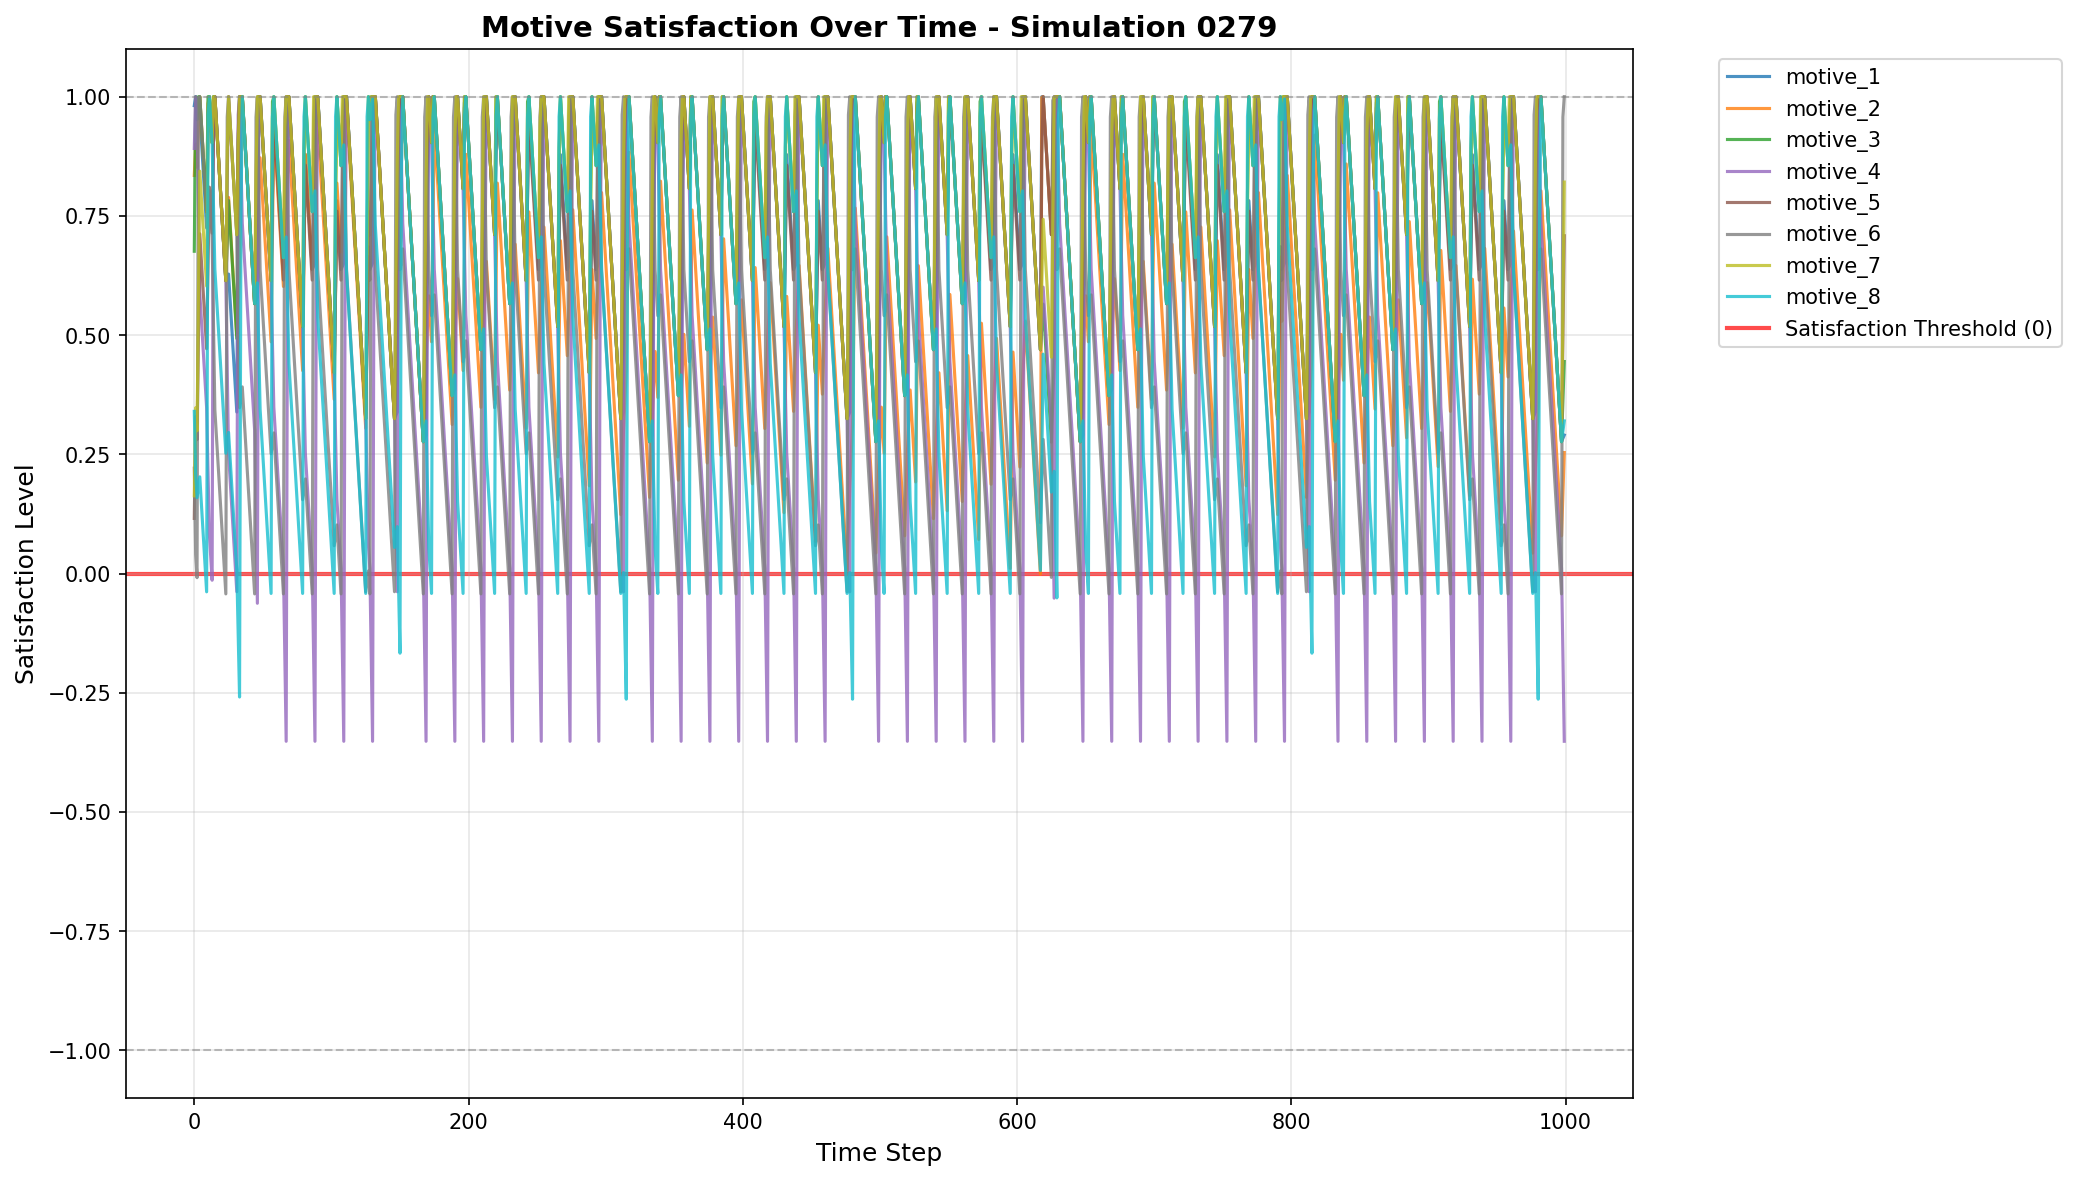 Motive Satisfaction Over Time - Simulation 0279
1.00
0.75
0.50
0.25
0.00
−0.25
−0.50
−0.75
−1.00
Satisfaction Level
0
200
400
600
800
1000
Time Step
motive_1
motive_2
motive_3
motive_4
motive_5
motive_6
motive_7
motive_8
Satisfaction Threshold (0)